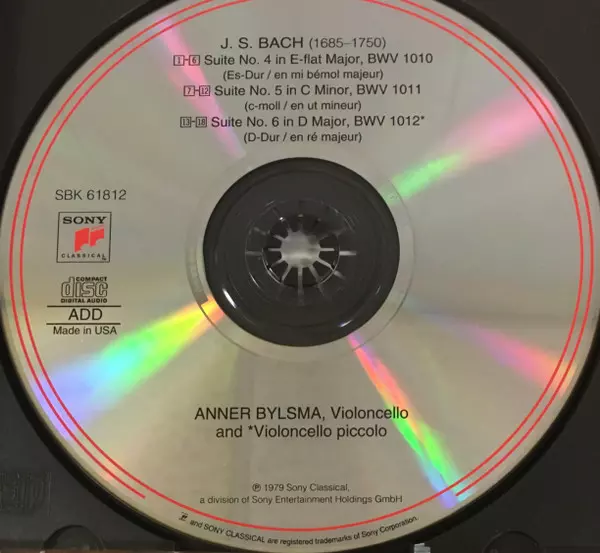 J. S. BACH (1685–1750)
1-6 Suite No. 4 in E-flat Major, BWV 1010
(Es-Dur / en mi bémol majeur)
7-12 Suite No. 5 in C Minor, BWV 1011
(c-moll / en ut mineur)
13-18 Suite No. 6 in D Major, BWV 1012*
(D-Dur / en ré majeur)
SBK 61812
SONY
CLASSICAL
COMPACT
disc
DIGITAL AUDIO
ADD
Made in USA
ANNER BYLSMA, Violoncello
and *Violoncello piccolo
℗ 1979 Sony Classical,
a division of Sony Entertainment Holdings GmbH
and SONY CLASSICAL are registered trademarks of Sony Corporation.